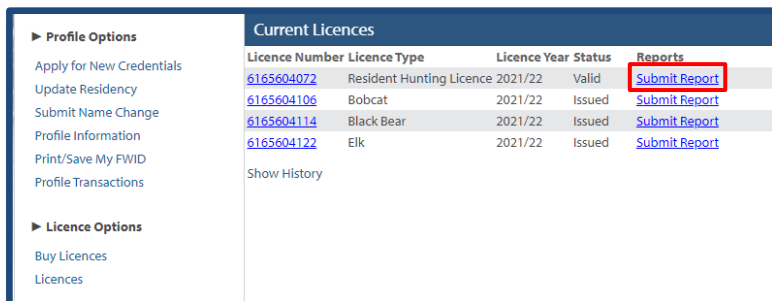 ▶ Profile Options
Apply for New Credentials
Update Residency
Submit Name Change
Profile Information
Print/Save My FWID
Profile Transactions
▶ Licence Options
Buy Licences
Licences
Current Licences
Licence Number Licence Type Licence Year Status Reports
6165604072 Resident Hunting Licence 2021/22 Valid Submit Report
6165604106 Bobcat 2021/22 Issued Submit Report
6165604114 Black Bear 2021/22 Issued Submit Report
6165604122 Elk 2021/22 Issued Submit Report
Show History